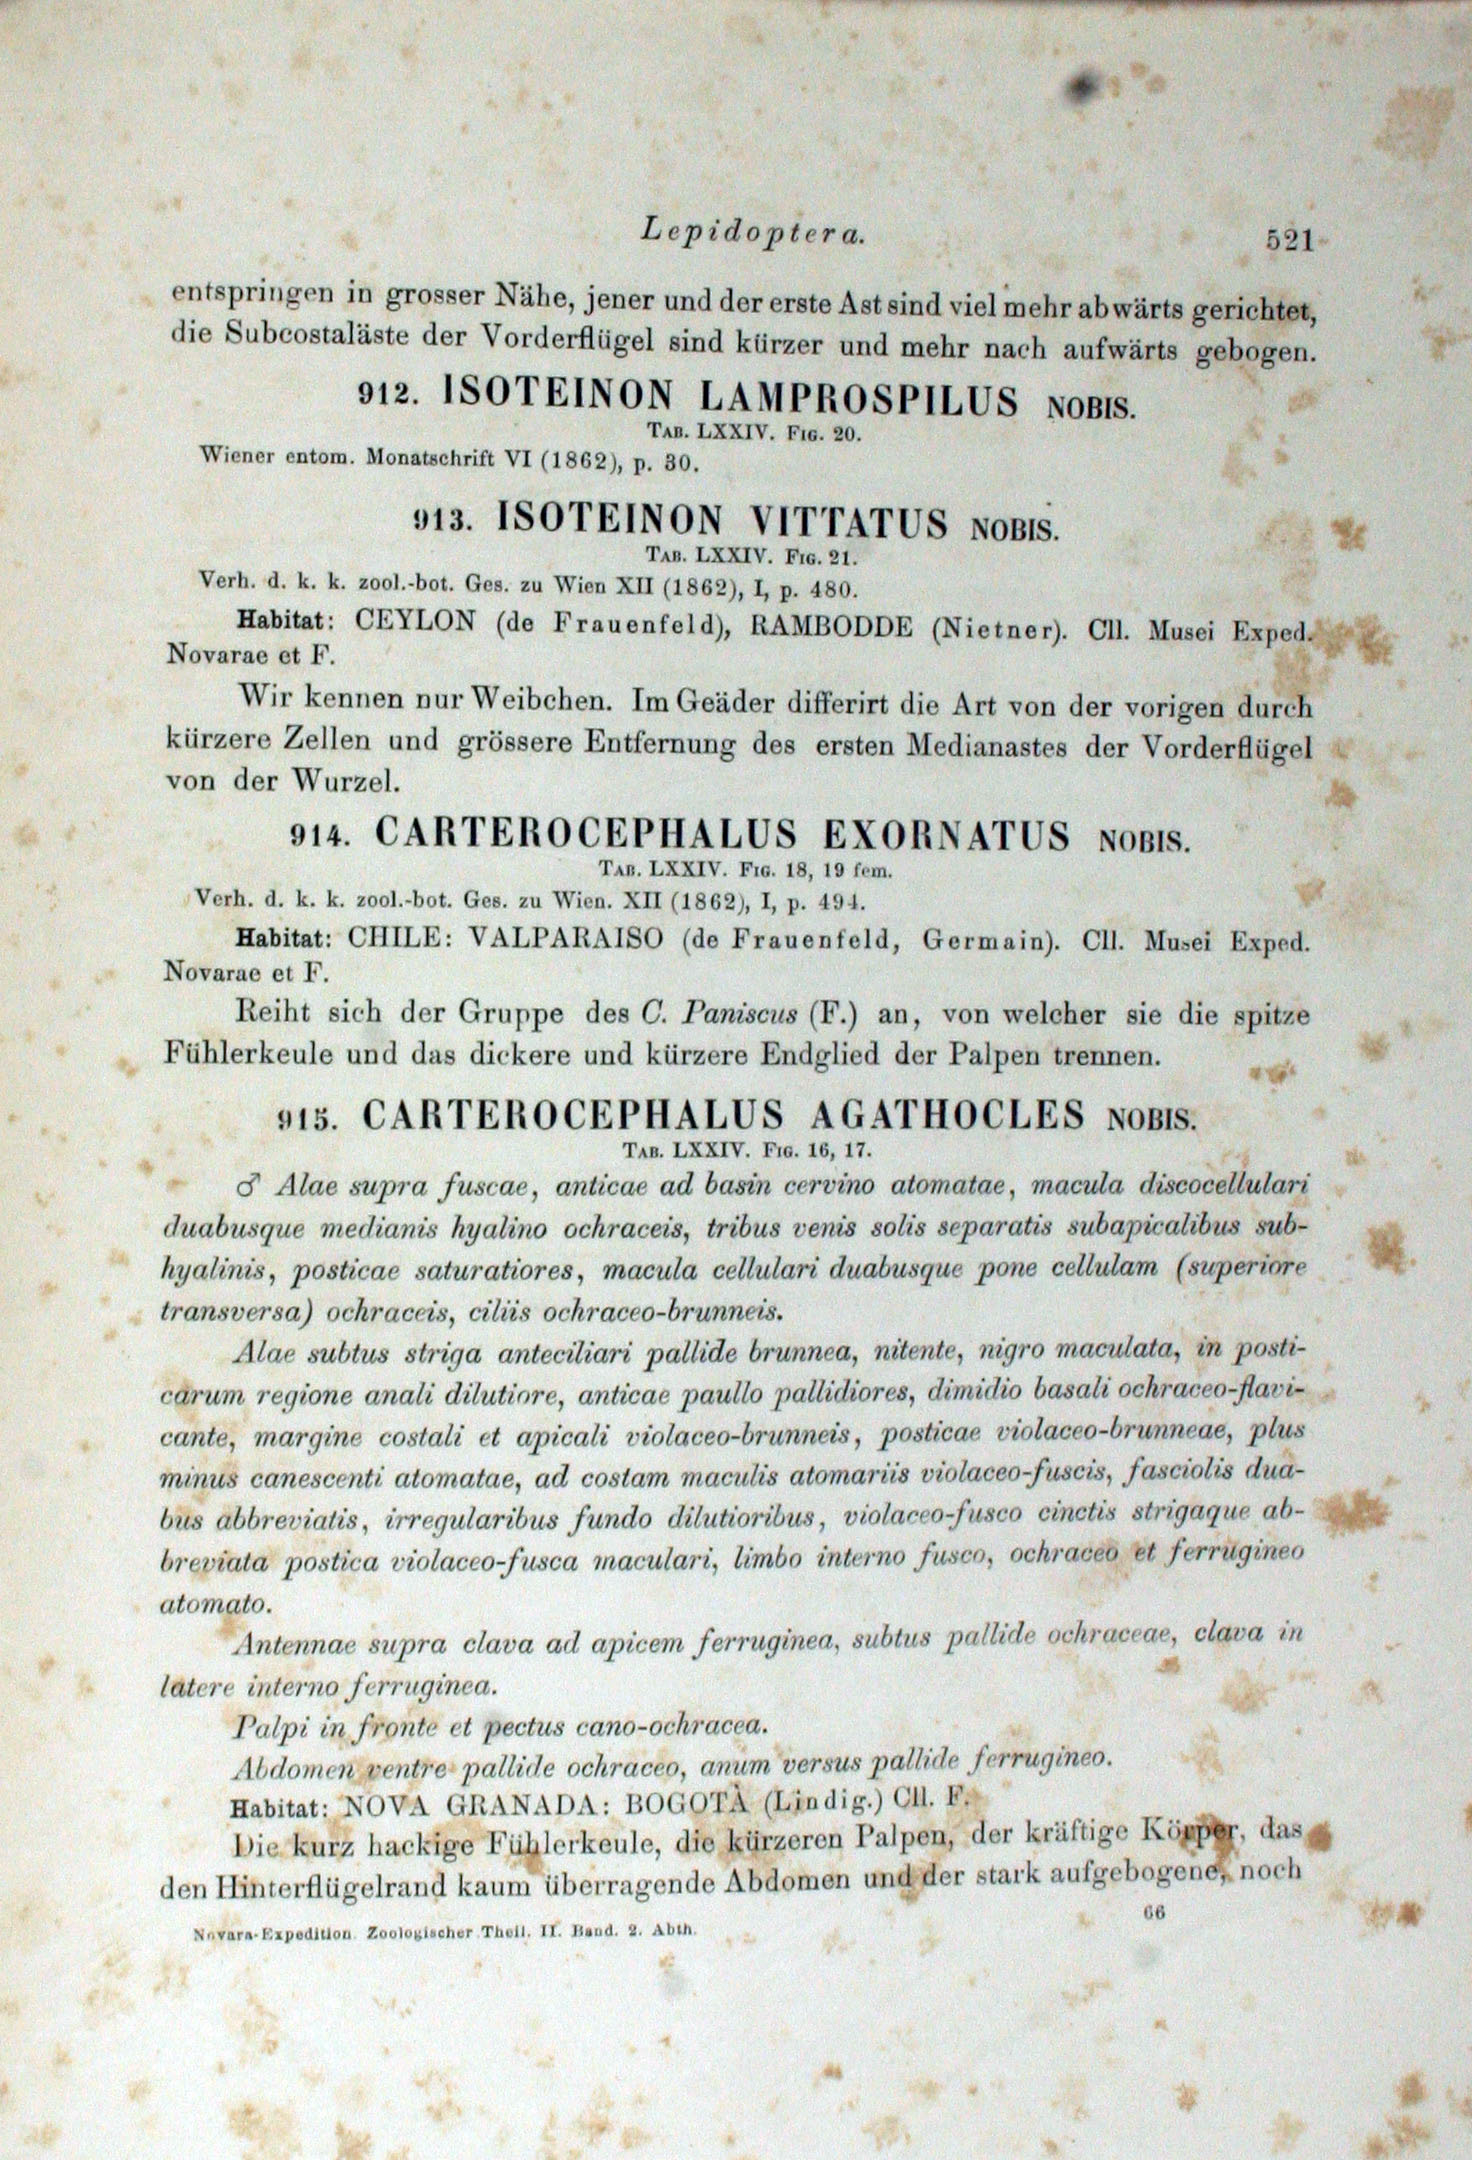 Lepidoptera. 521
entspringen in grosser Nähe, jener und der erste Ast sind viel mehr abwärts gerichtet,
die Subcostaläste der Vorderflügel sind kürzer und mehr nach aufwärts gebogen.
912. ISOTEINON LAMPROSPILUS NOBIS.
TAB. LXXIV. FIG. 20.
Wiener entom. Monatschrift VI (1862), p. 30.
913. ISOTEINON VITTATUS NOBIS.
TAB. LXXIV. FIG. 21.
Verh. d. k. k. zool.-bot. Ges. zu Wien XII (1862), I, p. 480.
Habitat: CEYLON (de Frauenfeld), RAMBODDE (Nietner). Cll. Musei Exped.
Novarae et F.
Wir kennen nur Weibchen. Im Geäder differirt die Art von der vorigen durch
kürzere Zellen und grössere Entfernung des ersten Medianastes der Vorderflügel
von der Wurzel.
914. CARTEROCEPHALUS EXORNATUS NOBIS.
TAB. LXXIV. FIG. 18, 19 fem.
Verh. d. k. k. zool.-bot. Ges. zu Wien. XII (1862), I, p. 494.
Habitat: CHILE: VALPARAISO (de Frauenfeld, Germain). Cll. Musei Exped.
Novarae et F.
Reiht sich der Gruppe des C. Paniscus (F.) an, von welcher sie die spitze
Fühlerkeule und das dickere und kürzere Endglied der Palpen trennen.
915. CARTEROCEPHALUS AGATHOCLES NOBIS.
TAB. LXXIV. FIG. 16, 17.
♂ Alae supra fuscae, anticae ad basin cervino atomatae, macula discocellulari
duabusque medianis hyalino ochraceis, tribus venis solis separatis subapicalibus sub-
hyalinis, posticae saturatiores, macula cellulari duabusque pone cellulam (superiore
transversa) ochraceis, ciliis ochraceo-brunneis.
Alae subtus striga anteciliari pallide brunnea, nitente, nigro maculata, in posti-
carum regione anali dilutiore, anticae paullo pallidiores, dimidio basali ochraceo-flavi-
cante, margine costali et apicali violaceo-brunneis, posticae violaceo-brunneae, plus
minus canescenti atomatae, ad costam maculis atomariis violaceo-fuscis, fasciolis dua-
bus abbreviatis, irregularibus fundo dilutioribus, violaceo-fusco cinctis strigaque ab-
breviata postica violaceo-fusca maculari, limbo interno fusco, ochraceo et ferrugineo
atomato.
Antennae supra clava ad apicem ferruginea, subtus pallide ochraceae, clava in
latere interno ferruginea.
Palpi in fronte et pectus cano-ochracea.
Abdomen ventre pallide ochraceo, anum versus pallide ferrugineo.
Habitat: NOVA GRANADA: BOGOTÀ (Lindig.) Cll. F.
Die kurz hackige Fühlerkeule, die kürzeren Palpen, der kräftige Körper, das
den Hinterflügelrand kaum überragende Abdomen und der stark aufgebogene, noch
Novara-Expedition. Zoologischer Theil. II. Band. 2. Abth. 66